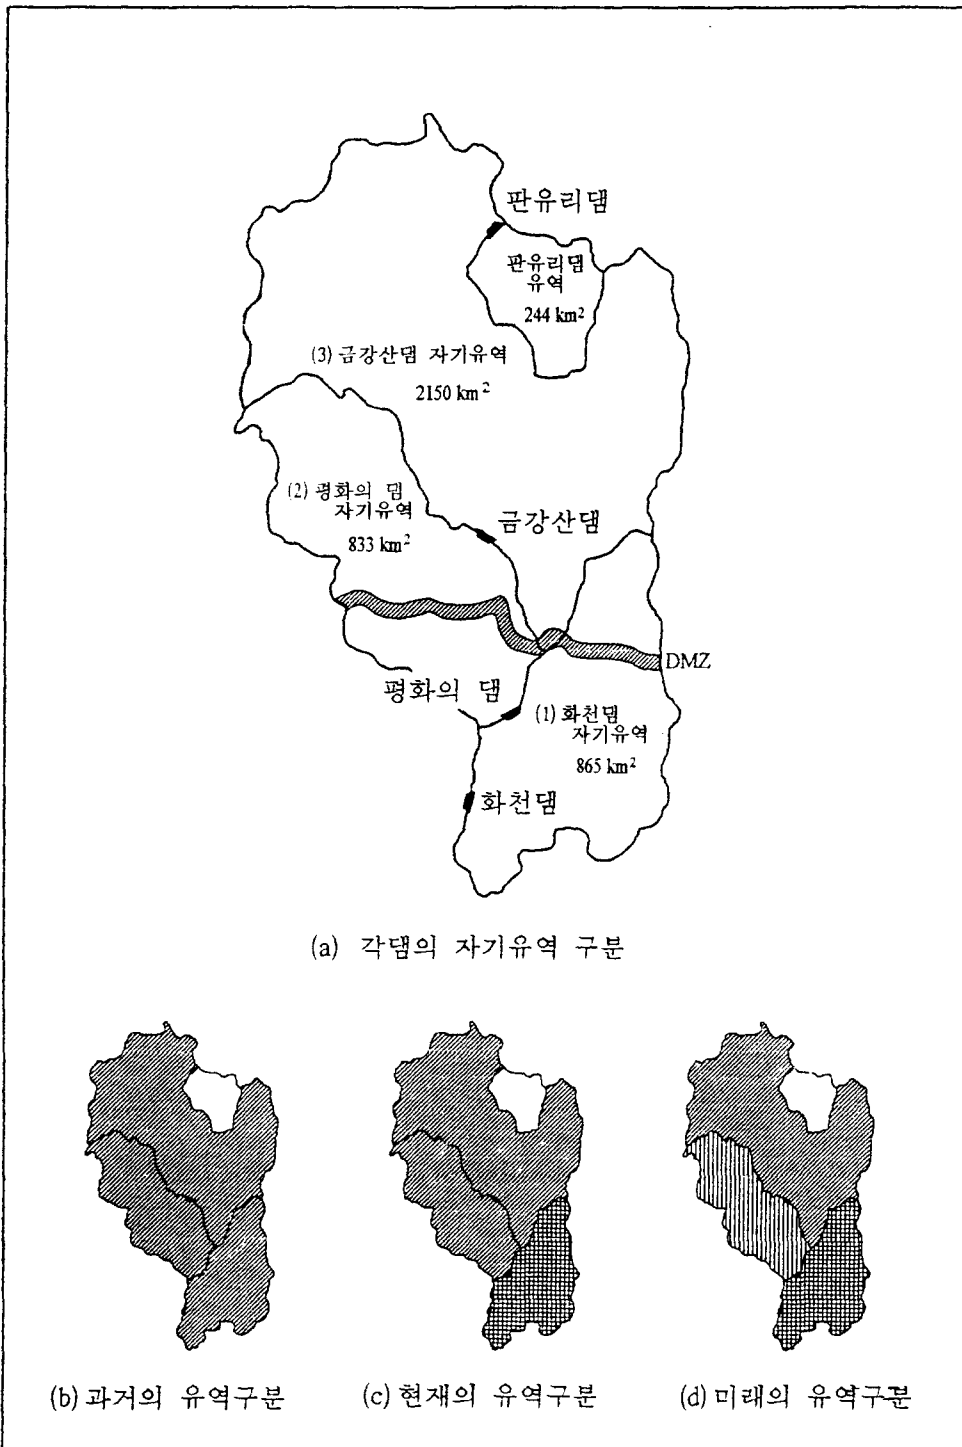 판유리댐
판유리댐
유역
244 km²
(3) 금강산댐 자기유역
2150 km²
(2) 평화의 댐
자기유역
833 km²
금강산댐
DMZ
평화의 댐
(1) 화천댐
자기유역
865 km²
화천댐
(a) 각댐의 자기유역 구분
(b) 과거의 유역구분
(c) 현재의 유역구분
(d) 미래의 유역구분